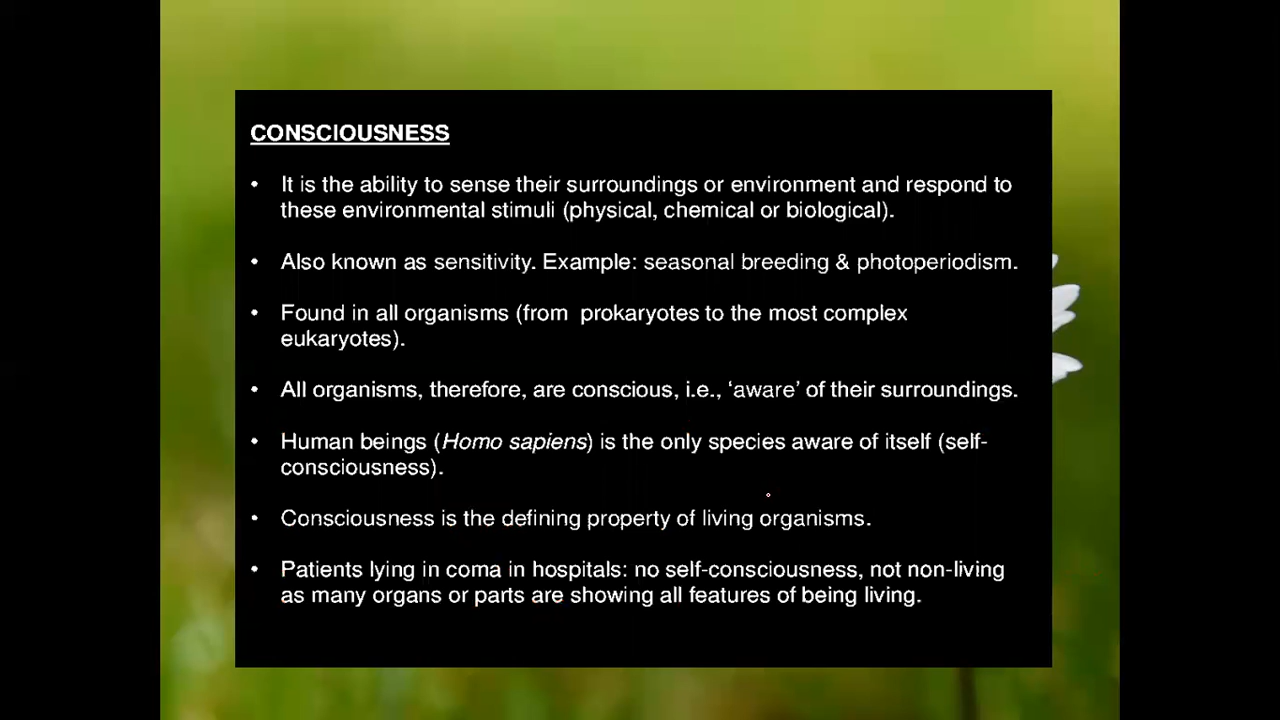 CONSCIOUSNESS
• It is the ability to sense their surroundings or environment and respond to
these environmental stimuli (physical, chemical or biological).
• Also known as sensitivity. Example: seasonal breeding & photoperiodism.
• Found in all organisms (from  prokaryotes to the most complex
eukaryotes).
• All organisms, therefore, are conscious, i.e., ‘aware’ of their surroundings.
• Human beings (Homo sapiens) is the only species aware of itself (self-
consciousness).
• Consciousness is the defining property of living organisms.
• Patients lying in coma in hospitals: no self-consciousness, not non-living
as many organs or parts are showing all features of being living.